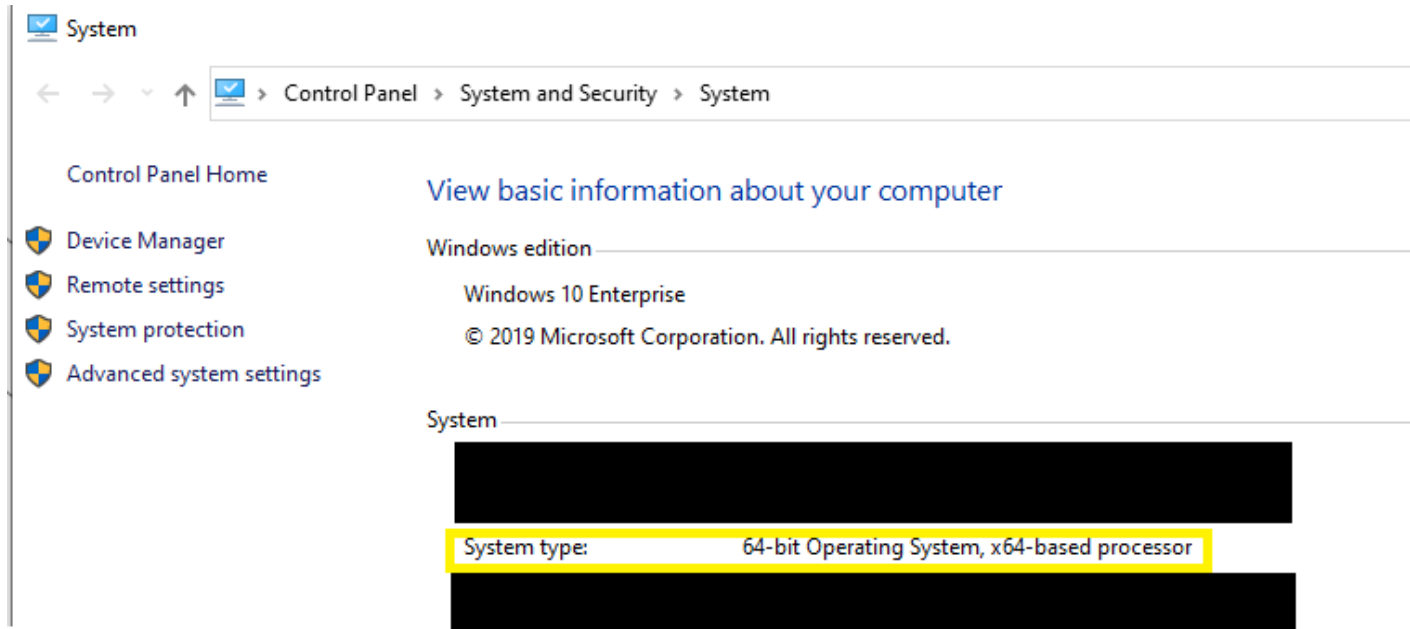 System
Control Panel > System and Security > System
Control Panel Home
Device Manager
Remote settings
System protection
Advanced system settings
View basic information about your computer
Windows edition
Windows 10 Enterprise
© 2019 Microsoft Corporation. All rights reserved.
System
System type: 64-bit Operating System, x64-based processor